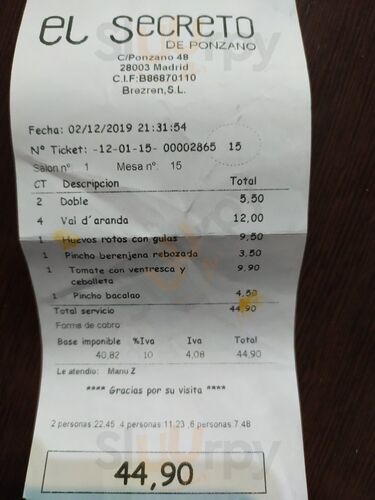 El Secreto
DE PONZANO
C/Ponzano 48
28003 Madrid
C.I.F:B86870110
Brezren,S.L.
Fecha: 02/12/2019 21:31:54
Nº Ticket: -12-01-15- 00002865 15
Salon nº 1 Mesa nº 15
CT Descripcion Total
2 Doble 5,50
4 Val d'aranda 12,00
1 Huevos rotos con gulas 9,50
1 Pincho berenjena rebozada 3,50
1 Tomate con ventresca y 9,90
cebolleta
1 Pincho bacalao 4,50
Total servicio 44,90
Forma de cobro
Base imponible %Iva Iva Total
40,82 10 4,08 44,90
Le atendio: Manu Z
**** Gracias por su visita ****
2 personas:22.45 4 personas 11.23 ,6 personas 7.48
Sluurpy
44,90